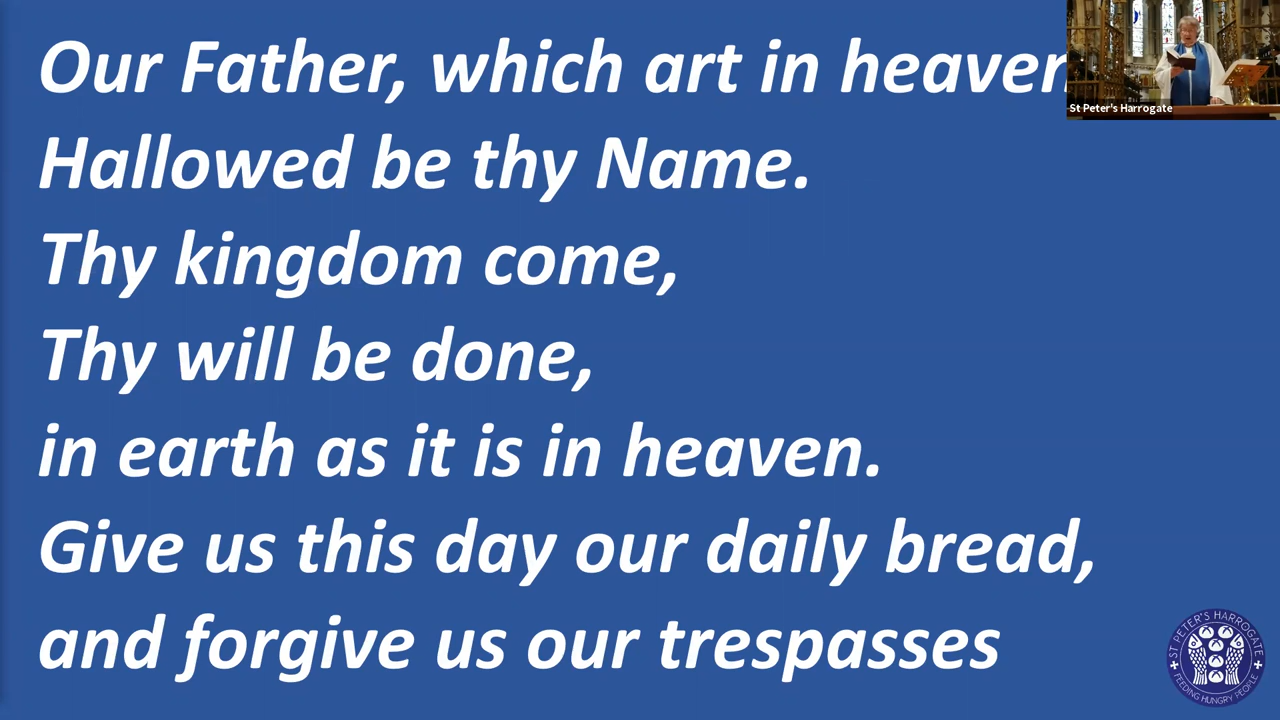 Our Father, which art in heaven
Hallowed be thy Name.
Thy kingdom come,
Thy will be done,
in earth as it is in heaven.
Give us this day our daily bread,
and forgive us our trespasses
St Peter's Harrogate
ST PETER'S HARROGATE
FEEDING HUNGRY PEOPLE